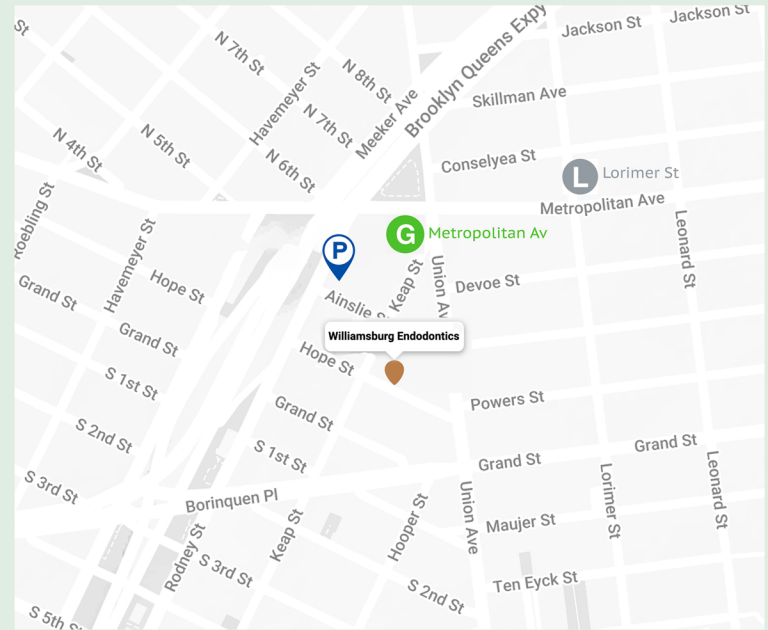 St
Jackson St
Jackson St
N 7th St
Brooklyn Queens Expy
N 8th St
Havemeyer St
Skillman Ave
Meeker Ave
N 7th St
N 4th St
N 5th St
N 6th St
Conselyea St
L
Lorimer St
Metropolitan Ave
Roebling St
G
Metropolitan Av
P
Havemeyer St
Leonard St
Hope St
Keap St
Union Av
Devoe St
Grand St
Ainslie S
Grand St
Williamsburg Endodontics
Hope St
S 1st St
Powers St
Grand St
S 2nd St
Grand St
S 1st St
Grand St
S 3rd St
Borinquen Pl
Lorimer St
Leonard St
Union Ave
Maujer St
Hooper St
Keap St
Rodney St
S 3rd St
Ten Eyck St
S 2nd St
S 5th St